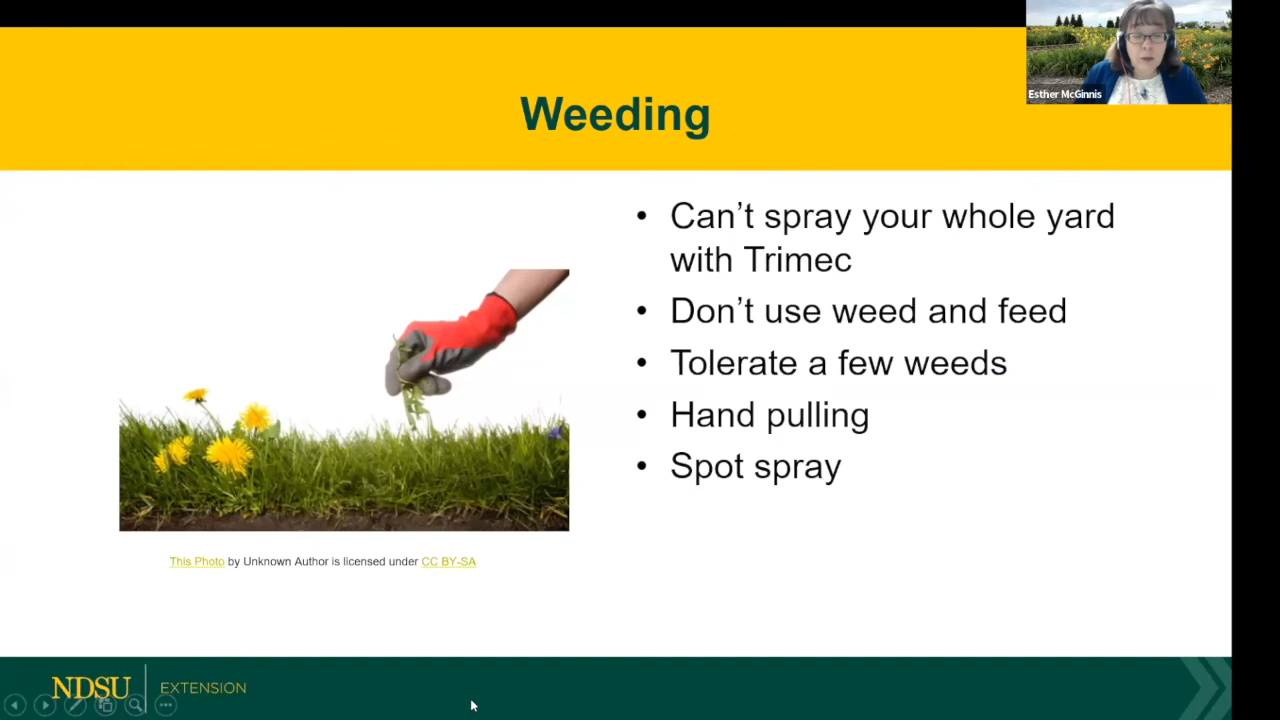 Esther McGinnis
Weeding
• Can’t spray your whole yard
with Trimec
• Don’t use weed and feed
• Tolerate a few weeds
• Hand pulling
• Spot spray
This Photo by Unknown Author is licensed under CC BY-SA
NDSU EXTENSION